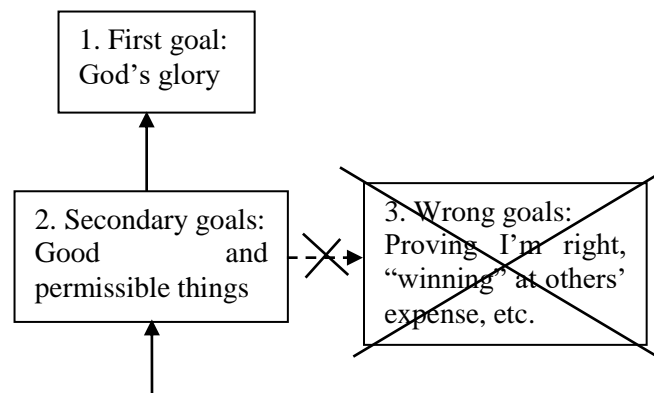 1. First goal:
God’s glory
2. Secondary goals:
Good and
permissible things
3. Wrong goals:
Proving I’m right,
“winning” at others’
expense, etc.